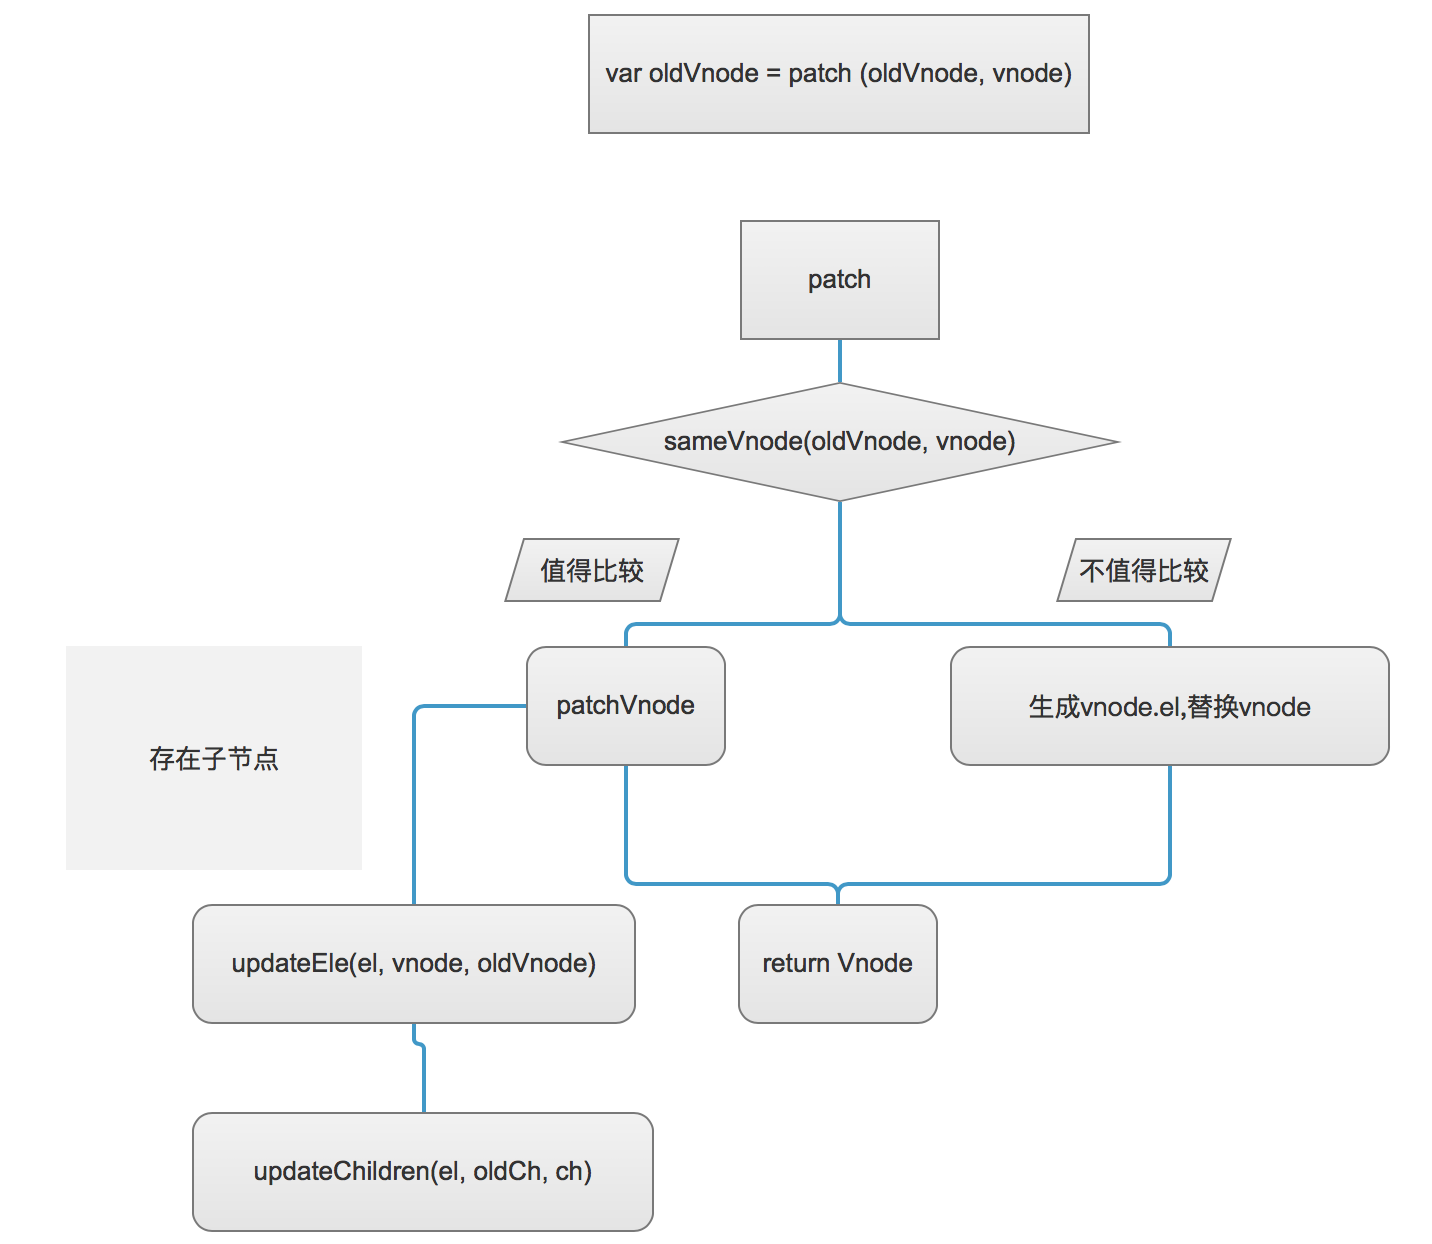 var oldVnode = patch (oldVnode, vnode)
patch
sameVnode(oldVnode, vnode)
值得比较
不值得比较
patchVnode
生成vnode.el,替换vnode
存在子节点
updateEle(el, vnode, oldVnode)
return Vnode
updateChildren(el, oldCh, ch)